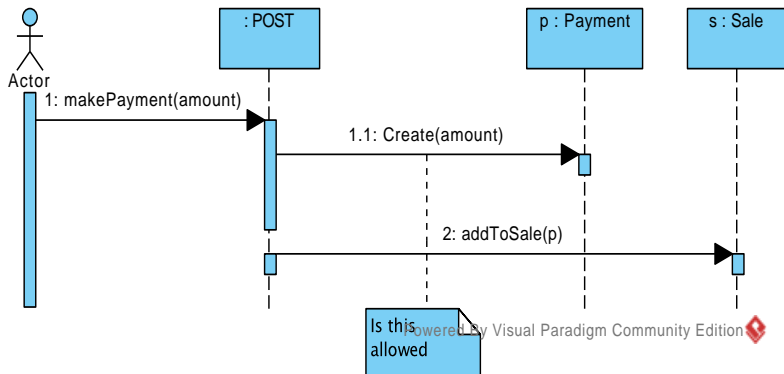 : POST
p : Payment
s : Sale
Actor
1: makePayment(amount)
1.1: Create(amount)
2: addToSale(p)
Is this
allowed
Powered By Visual Paradigm Community Edition